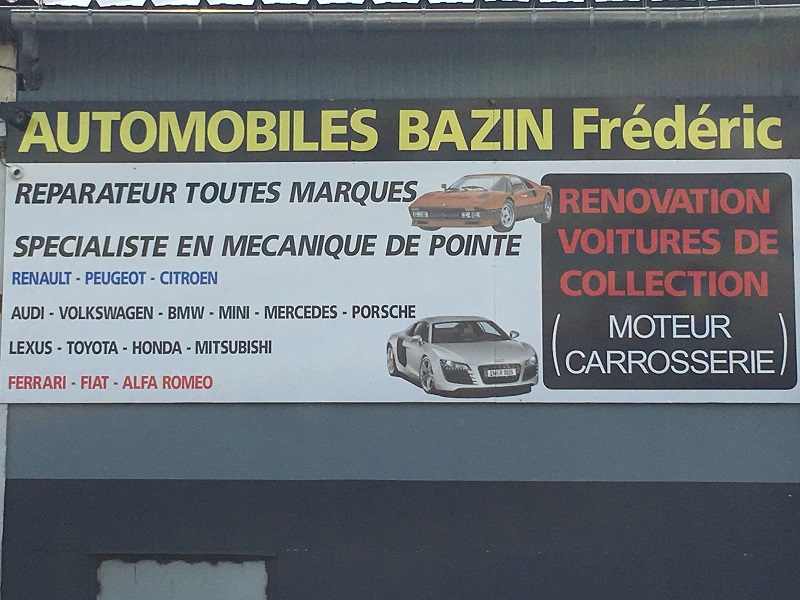 AUTOMOBILES BAZIN Frédéric
REPARATEUR TOUTES MARQUES
SPECIALISTE EN MECANIQUE DE POINTE
RENAULT - PEUGEOT - CITROEN
AUDI - VOLKSWAGEN - BMW - MINI - MERCEDES - PORSCHE
LEXUS - TOYOTA - HONDA - MITSUBISHI
FERRARI - FIAT - ALFA ROMEO
RENOVATION
VOITURES DE
COLLECTION
(MOTEUR
CARROSSERIE)